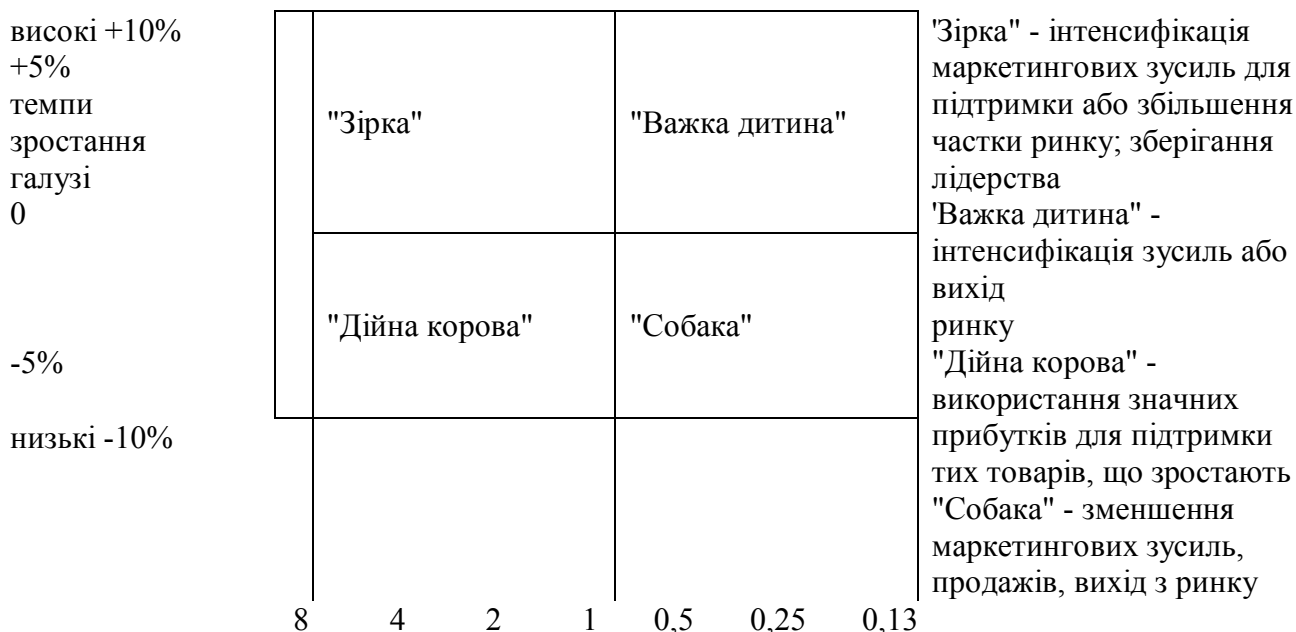 високі +10%
+5%
темпи
зростання
галузі
0
-5%
низькі -10%
"Зірка"
"Важка дитина"
"Дійна корова"
"Собака"
'Зірка" - інтенсифікація
маркетингових зусиль для
підтримки або збільшення
частки ринку; зберігання
лідерства
'Важка дитина" -
інтенсифікація зусиль або
вихід
ринку
"Дійна корова" -
використання значних
прибутків для підтримки
тих товарів, що зростають
"Собака" - зменшення
маркетингових зусиль,
продажів, вихід з ринку
8 4 2 1 0,5 0,25 0,13